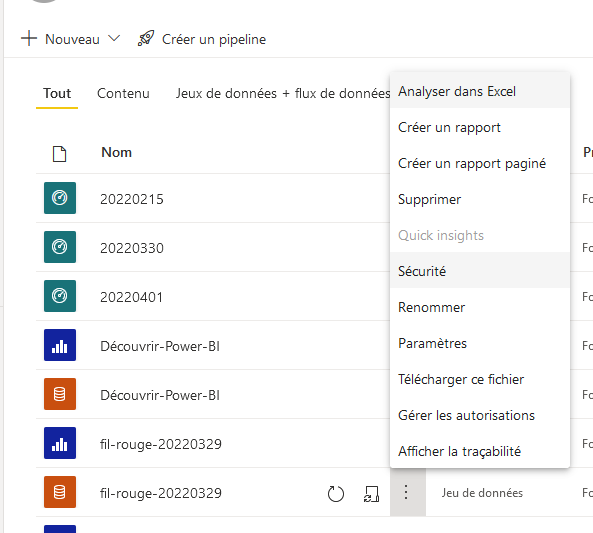 Nouveau Créer un pipeline
Tout Contenu Jeux de données + flux de données
Nom
20220215
20220330
20220401
Découvrir-Power-BI
Découvrir-Power-BI
fil-rouge-20220329
fil-rouge-20220329 Jeu de données
Analyser dans Excel
Créer un rapport
Créer un rapport paginé
Supprimer
Quick insights
Sécurité
Renommer
Paramètres
Télécharger ce fichier
Gérer les autorisations
Afficher la traçabilité